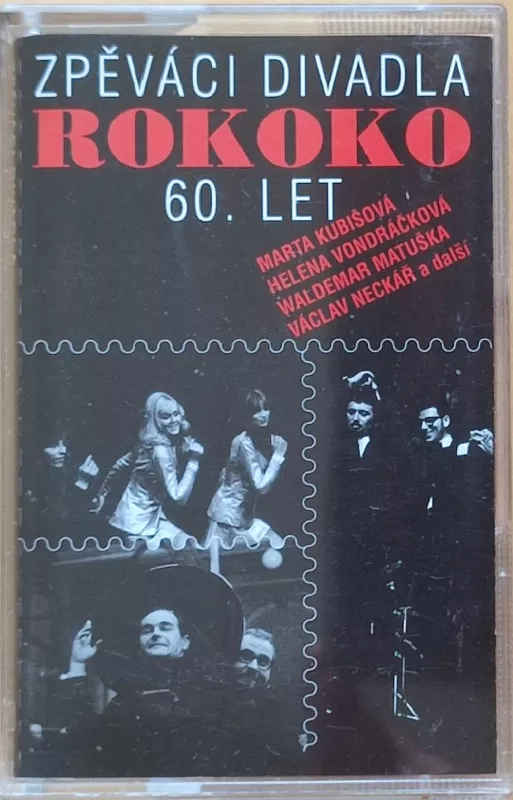 ZPĚVÁCI DIVADLA
ROKOKO
60. LET
MARTA KUBIŠOVÁ
HELENA VONDRÁČKOVÁ
WALDEMAR MATUŠKA
VÁCLAV NECKÁŘ a další